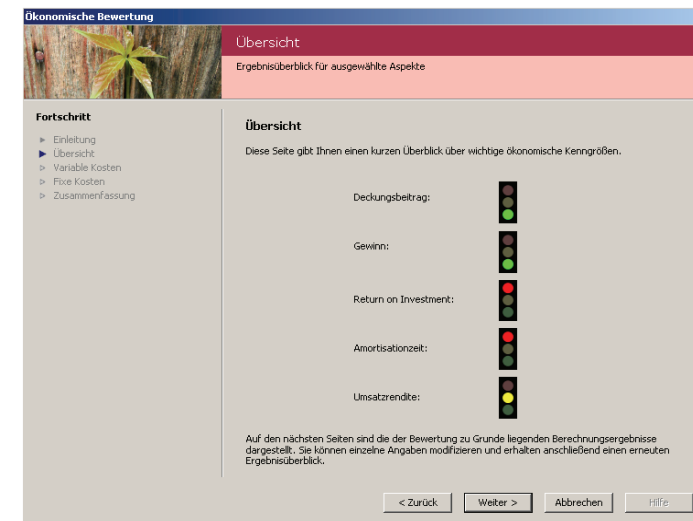 Ökonomische Bewertung
Übersicht
Ergebnisüberblick für ausgewählte Aspekte
Fortschritt
Einleitung
Übersicht
Variable Kosten
Fixe Kosten
Zusammenfassung
Übersicht
Diese Seite gibt Ihnen einen kurzen Überblick über wichtige ökonomische Kenngrößen.
Deckungsbeitrag:
Gewinn:
Return on Investment:
Amortisationzeit:
Umsatzrendite:
Auf den nächsten Seiten sind die der Bewertung zu Grunde liegenden Berechnungsergebnisse
dargestellt. Sie können einzelne Angaben modifizieren und erhalten anschließend einen erneuten
Ergebnisüberblick.
< Zurück
Weiter >
Abbrechen
Hilfe